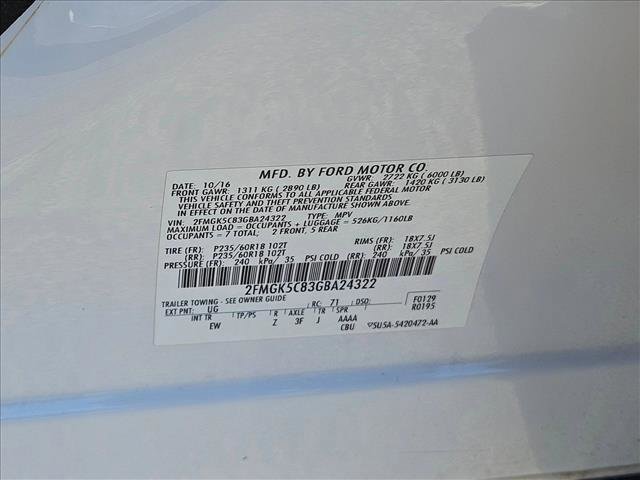 MFD. BY FORD MOTOR CO.
DATE: 10/16 GVWR: 2722 KG ( 6000 LB)
FRONT GAWR: 1311 KG ( 2890 LB) REAR GAWR: 1420 KG ( 3130 LB)
THIS VEHICLE CONFORMS TO ALL APPLICABLE FEDERAL MOTOR
VEHICLE SAFETY AND THEFT PREVENTION STANDARDS
IN EFFECT ON THE DATE OF MANUFACTURE SHOWN ABOVE.
VIN: 2FMGK5C83GBA24322 TYPE: MPV
MAXIMUM LOAD = OCCUPANTS + LUGGAGE = 526KG/1160LB
OCCUPANTS = 7 TOTAL; 2 FRONT, 5 REAR
TIRE (FR): P235/60R18 102T RIMS (FR): 18X7.5J
(RR): P235/60R18 102T (RR): 18X7.5J
PRESSURE (FR): 240 kPa/ 35 PSI COLD (RR): 240 kPa/ 35 PSI COLD
2FMGK5C83GBA24322
TRAILER TOWING - SEE OWNER GUIDE
EXT PNT: UG RC: 71 DSO: F0129
R0195
INT TR TP/PS R AXLE TR SPR
EW Z 3F J AAAA
CBU 5U5A-5420472-AA